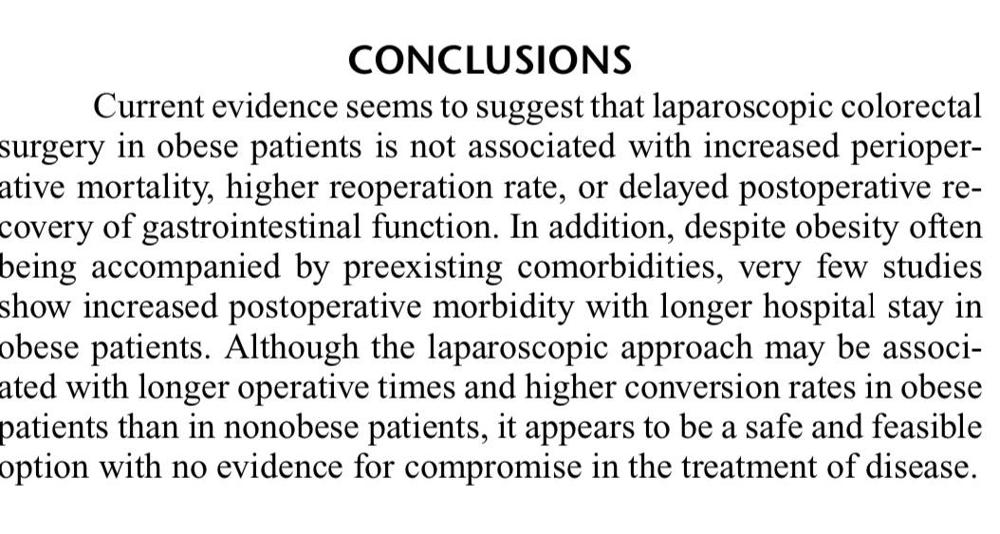 CONCLUSIONS
Current evidence seems to suggest that laparoscopic colorectal
surgery in obese patients is not associated with increased perioper-
ative mortality, higher reoperation rate, or delayed postoperative re-
covery of gastrointestinal function. In addition, despite obesity often
being accompanied by preexisting comorbidities, very few studies
show increased postoperative morbidity with longer hospital stay in
obese patients. Although the laparoscopic approach may be associ-
ated with longer operative times and higher conversion rates in obese
patients than in nonobese patients, it appears to be a safe and feasible
option with no evidence for compromise in the treatment of disease.